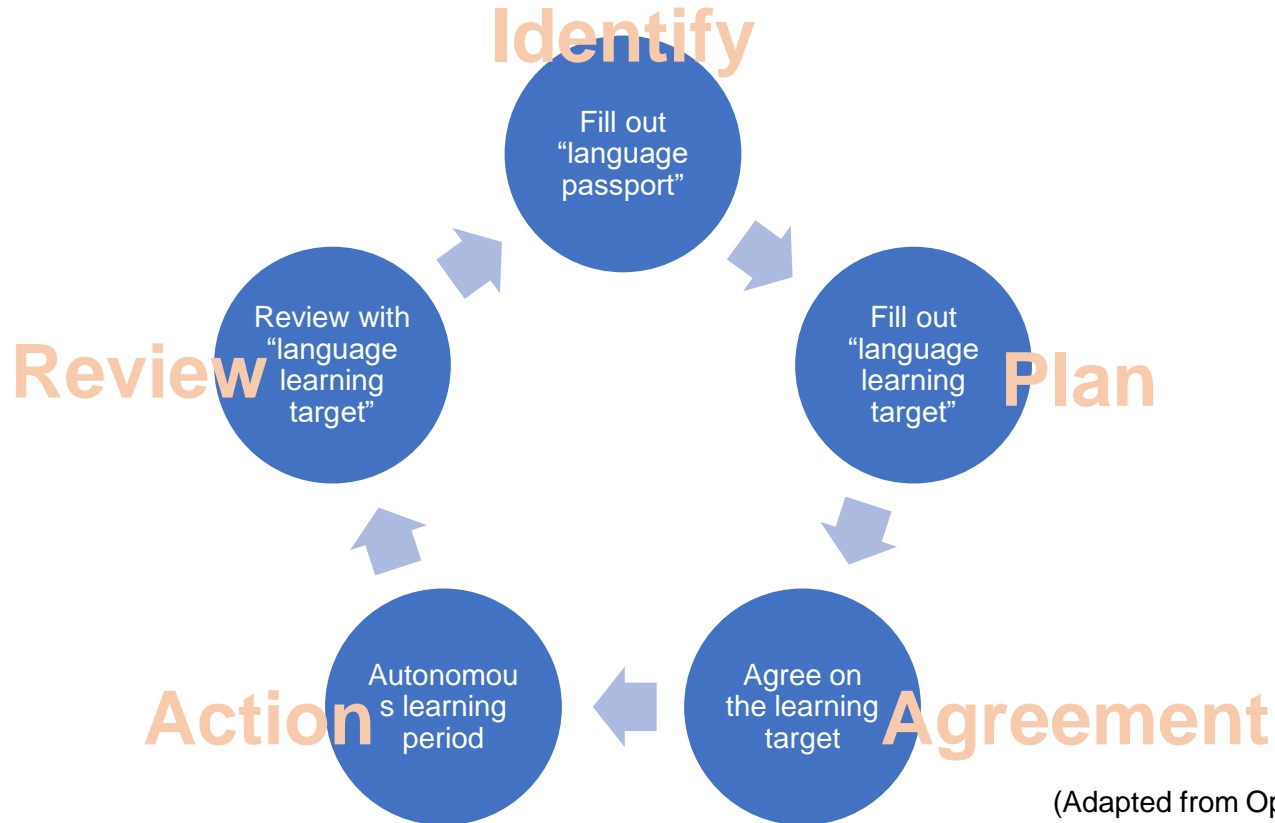 Identify
Fill out
“language
passport”
Fill out
“language
learning
target”
Plan
Agree on
the learning
target
Agreement
Autonomou
s learning
period
Action
Review with
“language
learning
target”
Review
(Adapted from Op